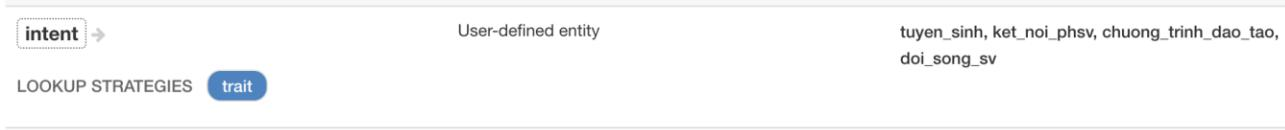 intent User-defined entity tuyen_sinh, ket_noi_phsv, chuong_trinh_dao_tao,
doi_song_sv
LOOKUP STRATEGIES trait